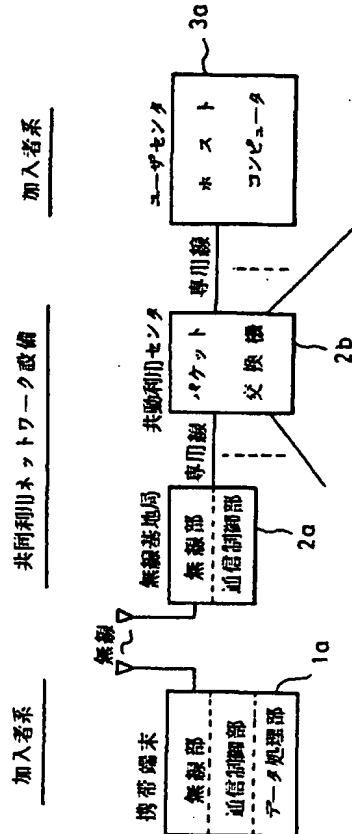 加入者系
共同利用ネットワーク設備
加入者系
携帯端末
無線部
通信制御部
データ処理部
1a
無線
無線基地局
無線部
通信制御部
2a
専用線
共動利用センタ
パケット
交換機
2b
専用線
ユーザセンタ
ホスト
コンピュータ
3a